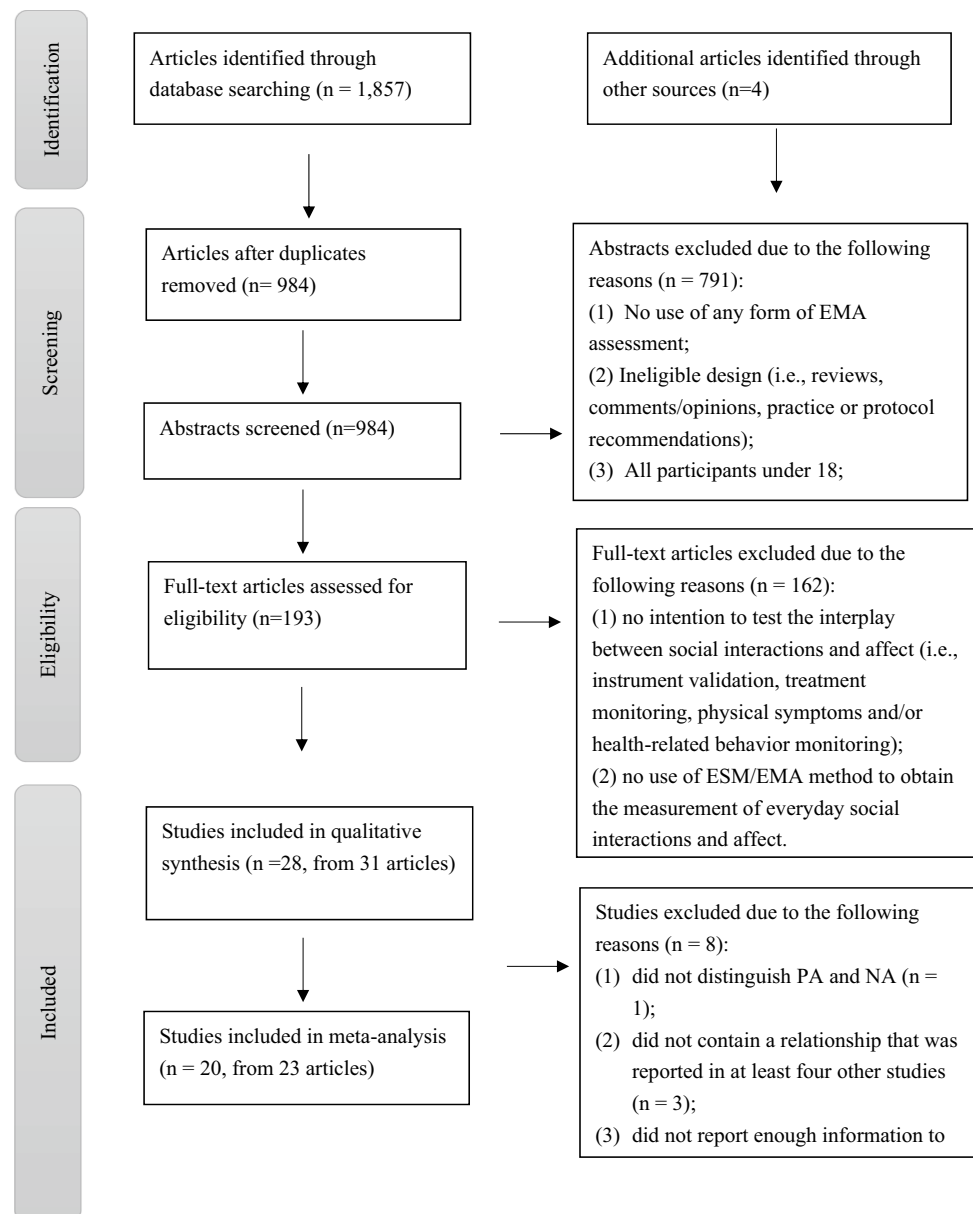 Identification
Articles identified through
database searching (n = 1,857)
Additional articles identified through
other sources (n=4)
Screening
Articles after duplicates
removed (n= 984)
Abstracts screened (n=984)
Abstracts excluded due to the following
reasons (n = 791):
(1) No use of any form of EMA
assessment;
(2) Ineligible design (i.e., reviews,
comments/opinions, practice or protocol
recommendations);
(3) All participants under 18;
Eligibility
Full-text articles assessed for
eligibility (n=193)
Full-text articles excluded due to the
following reasons (n = 162):
(1) no intention to test the interplay
between social interactions and affect (i.e.,
instrument validation, treatment
monitoring, physical symptoms and/or
health-related behavior monitoring);
(2) no use of ESM/EMA method to obtain
the measurement of everyday social
interactions and affect.
Included
Studies included in qualitative
synthesis (n =28, from 31 articles)
Studies included in meta-analysis
(n = 20, from 23 articles)
Studies excluded due to the following
reasons (n = 8):
(1) did not distinguish PA and NA (n =
1);
(2) did not contain a relationship that was
reported in at least four other studies
(n = 3);
(3) did not report enough information to